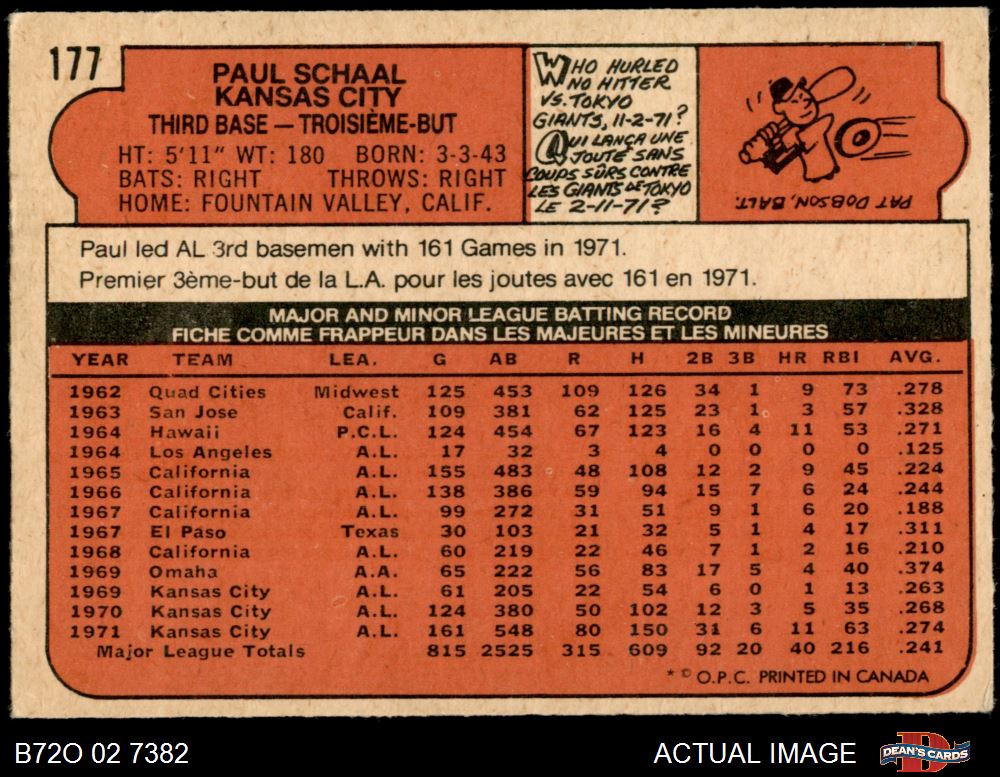 177
PAUL SCHAAL
KANSAS CITY
THIRD BASE — TROISIÈME-BUT
HT: 5'11" WT: 180 BORN: 3-3-43
BATS: RIGHT THROWS: RIGHT
HOME: FOUNTAIN VALLEY, CALIF.
WHO HURLED
NO HITTER
VS. TOKYO
GIANTS, 11-2-71?
QUI LANÇA UNE
JOUTE SANS
COUPS SÛRS CONTRE
LES GIANTS DE TOKYO
LE 2-11-71?
PAT DOBSON, BALT.
Paul led AL 3rd basemen with 161 Games in 1971.
Premier 3ème-but de la L.A. pour les joutes avec 161 en 1971.
MAJOR AND MINOR LEAGUE BATTING RECORD
FICHE COMME FRAPPEUR DANS LES MAJEURES ET LES MINEURES
YEAR TEAM LEA. G AB R H 2B 3B HR RBI AVG.
1962 Quad Cities Midwest 125 453 109 126 34 1 9 73 .278
1963 San Jose Calif. 109 381 62 125 23 1 3 57 .328
1964 Hawaii P.C.L. 124 454 67 123 16 4 11 53 .271
1964 Los Angeles A.L. 17 32 3 4 0 0 0 0 .125
1965 California A.L. 155 483 48 108 12 2 9 45 .224
1966 California A.L. 138 386 59 94 15 7 6 24 .244
1967 California A.L. 99 272 31 51 9 1 6 20 .188
1967 El Paso Texas 30 103 21 32 5 1 4 17 .311
1968 California A.L. 60 219 22 46 7 1 2 16 .210
1969 Omaha A.A. 65 222 56 83 17 5 4 40 .374
1969 Kansas City A.L. 61 205 22 54 6 0 1 13 .263
1970 Kansas City A.L. 124 380 50 102 12 3 5 35 .268
1971 Kansas City A.L. 161 548 80 150 31 6 11 63 .274
Major League Totals 815 2525 315 609 92 20 40 216 .241
* © O.P.C. PRINTED IN CANADA
B72O 02 7382
ACTUAL IMAGE
DEAN'S CARDS